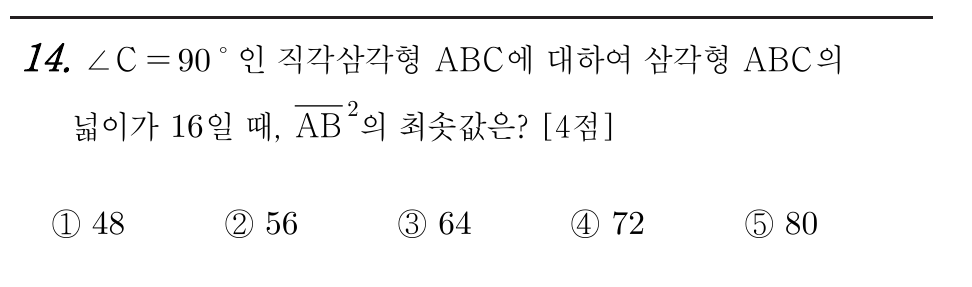 14. ∠C=90°인 직각삼각형 ABC에 대하여 삼각형 ABC의
넓이가 16일 때, $\overline{AB}^2$의 최솟값은? [4점]
① 48 ② 56 ③ 64 ④ 72 ⑤ 80